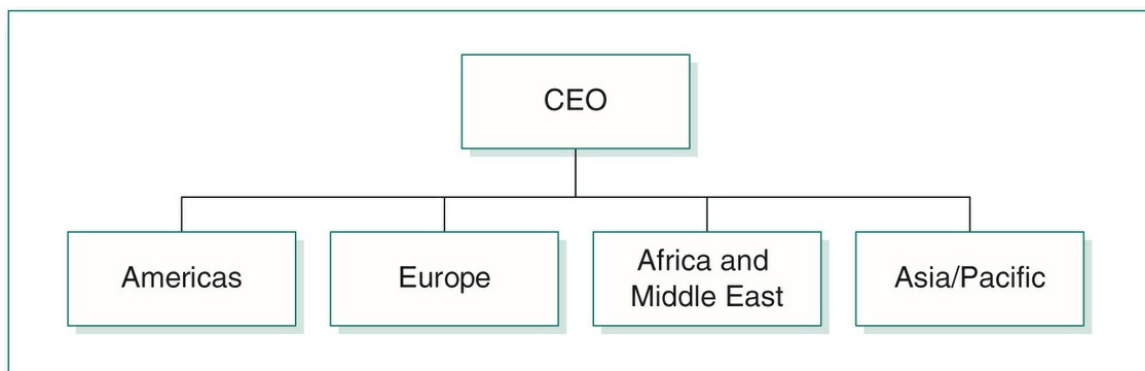 CEO
Americas
Europe
Africa and
Middle East
Asia/Pacific